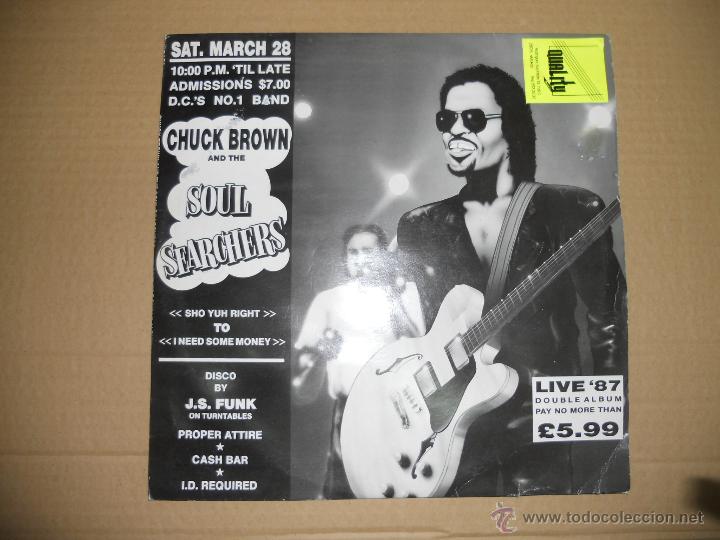 SAT. MARCH 28
10:00 P.M. 'TIL LATE
ADMISSIONS $7.00
D.C.'S NO.1 BAND
CHUCK BROWN
AND THE
SOUL
SEARCHERS
<< SHO YUH RIGHT >>
TO
<< I NEED SOME MONEY >>
DISCO
BY
J.S. FUNK
ON TURNTABLES
PROPER ATTIRE
★
CASH BAR
★
I.D. REQUIRED
LIVE '87
DOUBLE ALBUM
PAY NO MORE THAN
£5.99
www.todocoleccion.net